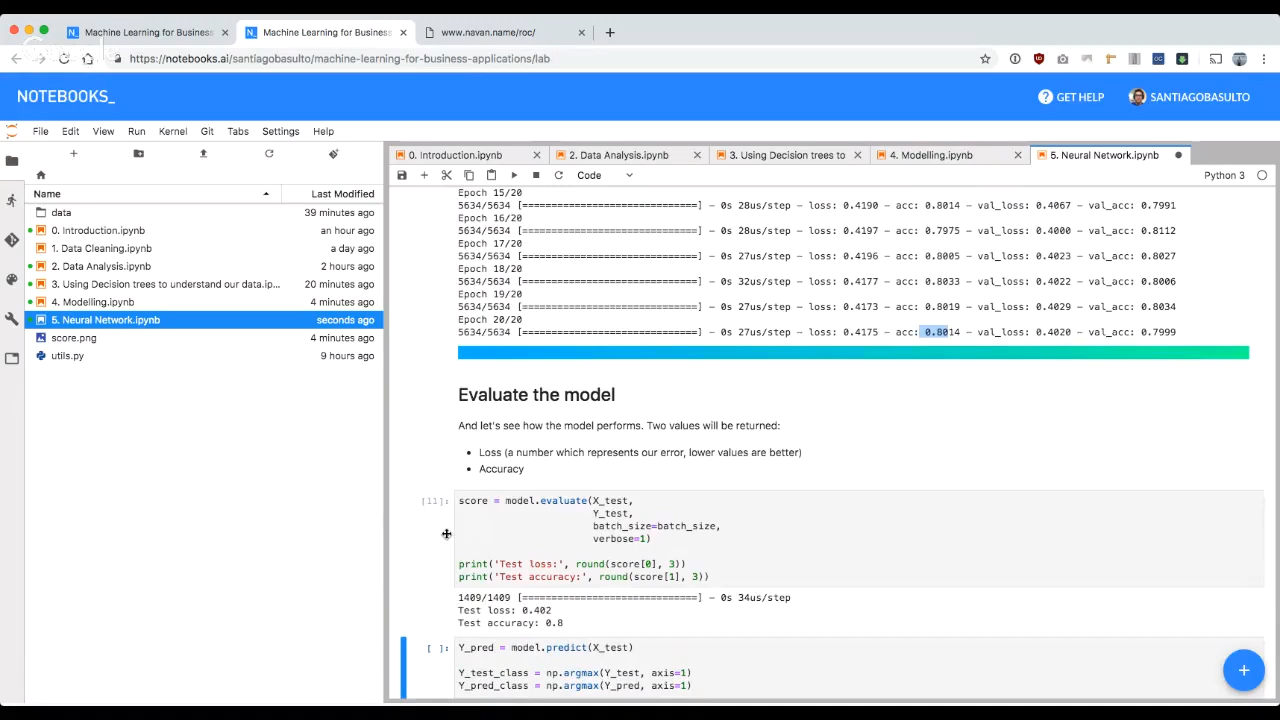 Machine Learning for Business
Machine Learning for Business
www.navan.name/roc/
https://notebooks.ai/santiagobasulto/machine-learning-for-business-applications/lab
NOTEBOOKS_
GET HELP
SANTIAGOBASULTO
File Edit View Run Kernel Git Tabs Settings Help
0. Introduction.ipynb
2. Data Analysis.ipynb
3. Using Decision trees to
4. Modelling.ipynb
5. Neural Network.ipynb
Code
Python 3
Name Last Modified
data 39 minutes ago
0. Introduction.ipynb an hour ago
1. Data Cleaning.ipynb a day ago
2. Data Analysis.ipynb 2 hours ago
3. Using Decision trees to understand our data.ip... 20 minutes ago
4. Modelling.ipynb 4 minutes ago
5. Neural Network.ipynb seconds ago
score.png 4 minutes ago
utils.py 9 hours ago
Epoch 15/20
5634/5634 [==============================] - 0s 28us/step - loss: 0.4190 - acc: 0.8014 - val_loss: 0.4067 - val_acc: 0.7991
Epoch 16/20
5634/5634 [==============================] - 0s 28us/step - loss: 0.4197 - acc: 0.7975 - val_loss: 0.4000 - val_acc: 0.8112
Epoch 17/20
5634/5634 [==============================] - 0s 27us/step - loss: 0.4196 - acc: 0.8005 - val_loss: 0.4023 - val_acc: 0.8027
Epoch 18/20
5634/5634 [==============================] - 0s 32us/step - loss: 0.4177 - acc: 0.8033 - val_loss: 0.4022 - val_acc: 0.8006
Epoch 19/20
5634/5634 [==============================] - 0s 27us/step - loss: 0.4173 - acc: 0.8019 - val_loss: 0.4029 - val_acc: 0.8034
Epoch 20/20
5634/5634 [==============================] - 0s 27us/step - loss: 0.4175 - acc: 0.8014 - val_loss: 0.4020 - val_acc: 0.7999
Evaluate the model
And let's see how the model performs. Two values will be returned:
• Loss (a number which represents our error, lower values are better)
• Accuracy
[11]: score = model.evaluate(X_test,
Y_test,
batch_size=batch_size,
verbose=1)
print('Test loss:', round(score[0], 3))
print('Test accuracy:', round(score[1], 3))
1409/1409 [==============================] - 0s 34us/step
Test loss: 0.402
Test accuracy: 0.8
[ ]: Y_pred = model.predict(X_test)
Y_test_class = np.argmax(Y_test, axis=1)
Y_pred_class = np.argmax(Y_pred, axis=1)